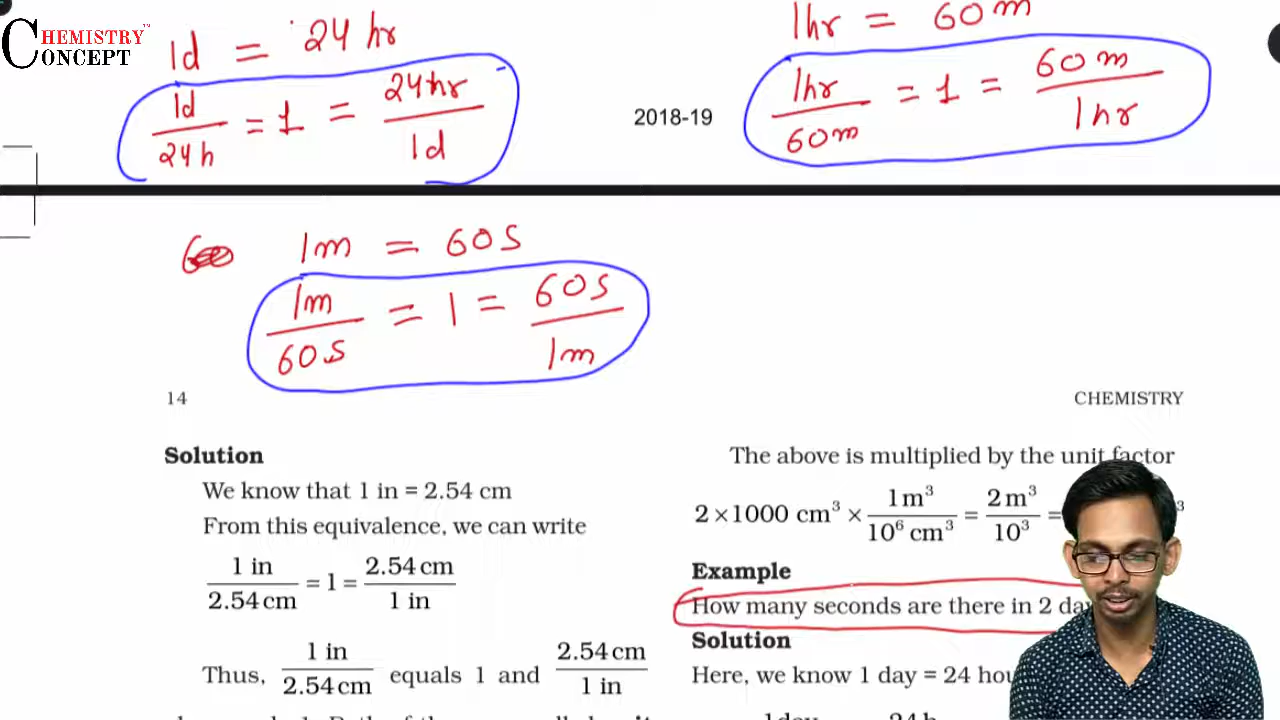 CHEMISTRY CONCEPT
1d = 24 hr
1d/24h = 1 = 24hr/1d
1hr = 60m
1hr/60m = 1 = 60m/1hr
2018-19
1m = 60s
1m/60s = 1 = 60s/1m
14
CHEMISTRY
Solution
We know that 1 in = 2.54 cm
From this equivalence, we can write
1 in/2.54 cm = 1 = 2.54 cm/1 in
Thus, 1 in/2.54 cm equals 1 and 2.54 cm/1 in
The above is multiplied by the unit factor
2 × 1000 cm³ × 1 m³/10⁶ cm³ = 2 m³/10³ =
Example
How many seconds are there in 2
Solution
Here, we know 1 day = 24